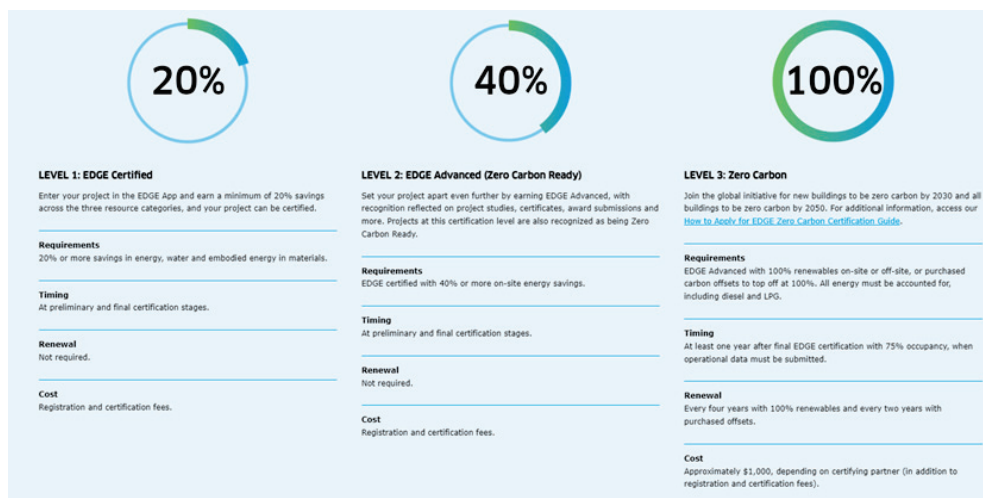 20%
LEVEL 1: EDGE Certified
Enter your project in the EDGE App and earn a minimum of 20% savings
across the three resource categories, and your project can be certified.
Requirements
20% or more savings in energy, water and embodied energy in materials.
Timing
At preliminary and final certification stages.
Renewal
Not required.
Cost
Registration and certification fees.
40%
LEVEL 2: EDGE Advanced (Zero Carbon Ready)
Set your project apart even further by earning EDGE Advanced, with
recognition reflected on project studies, certificates, award submissions and
more. Projects at this certification level are also recognized as being Zero
Carbon Ready.
Requirements
EDGE certified with 40% or more on-site energy savings.
Timing
At preliminary and final certification stages.
Renewal
Not required.
Cost
Registration and certification fees.
100%
LEVEL 3: Zero Carbon
Join the global initiative for new buildings to be zero carbon by 2030 and all
buildings to be zero carbon by 2050. For additional information, access our
How to Apply for EDGE Zero Carbon Certification Guide.
Requirements
EDGE Advanced with 100% renewables on-site or off-site, or purchased
carbon offsets to top off at 100%. All energy must be accounted for,
including diesel and LPG.
Timing
At least one year after final EDGE certification with 75% occupancy, when
operational data must be submitted.
Renewal
Every four years with 100% renewables and every two years with
purchased offsets.
Cost
Approximately $1,000, depending on certifying partner (in addition to
registration and certification fees).